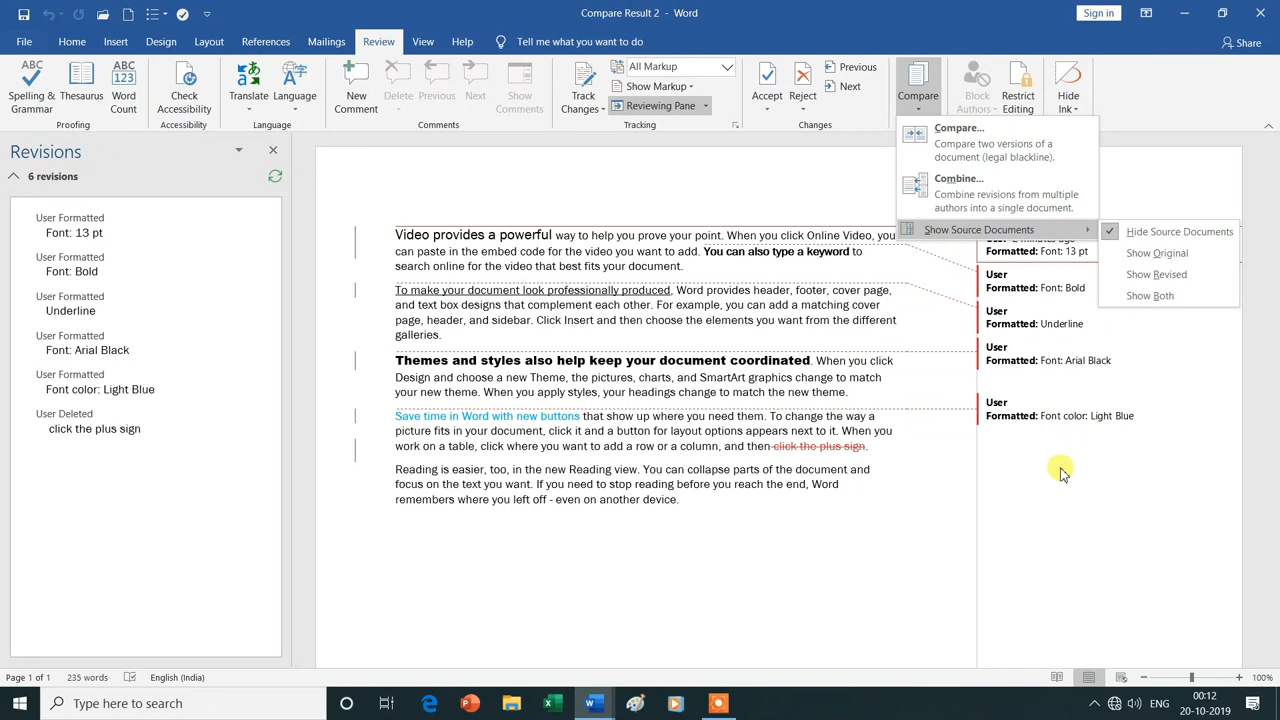 Compare Result 2 - Word
Sign in
File Home Insert Design Layout References Mailings Review View Help Tell me what you want to do
Share
ABC
Spelling & Grammar
Thesaurus
ABC 123
Word Count
Proofing
Check Accessibility
Accessibility
Translate
Language
Language
New Comment
Delete
Previous
Next
Show Comments
Comments
Track Changes
All Markup
Show Markup
Reviewing Pane
Tracking
Accept
Reject
Previous
Next
Changes
Compare
Block Authors
Restrict Editing
Hide Ink
Compare...
Compare two versions of a
document (legal blackline).
Combine...
Combine revisions from multiple
authors into a single document.
Show Source Documents
Hide Source Documents
Show Original
Show Revised
Show Both
Revisions
6 revisions
User Formatted
Font: 13 pt
User Formatted
Font: Bold
User Formatted
Underline
User Formatted
Font: Arial Black
User Formatted
Font color: Light Blue
User Deleted
click the plus sign
Video provides a powerful way to help you prove your point. When you click Online Video, you
can paste in the embed code for the video you want to add. You can also type a keyword to
search online for the video that best fits your document.
To make your document look professionally produced, Word provides header, footer, cover page,
and text box designs that complement each other. For example, you can add a matching cover
page, header, and sidebar. Click Insert and then choose the elements you want from the different
galleries.
Themes and styles also help keep your document coordinated. When you click
Design and choose a new Theme, the pictures, charts, and SmartArt graphics change to match
your new theme. When you apply styles, your headings change to match the new theme.
Save time in Word with new buttons that show up where you need them. To change the way a
picture fits in your document, click it and a button for layout options appears next to it. When you
work on a table, click where you want to add a row or a column, and then click the plus sign.
Reading is easier, too, in the new Reading view. You can collapse parts of the document and
focus on the text you want. If you need to stop reading before you reach the end, Word
remembers where you left off - even on another device.
Formatted: Font: 13 pt
User
Formatted: Font: Bold
User
Formatted: Underline
User
Formatted: Font: Arial Black
User
Formatted: Font color: Light Blue
Page 1 of 1
235 words
English (India)
100%
Type here to search
ENG
00:12
20-10-2019